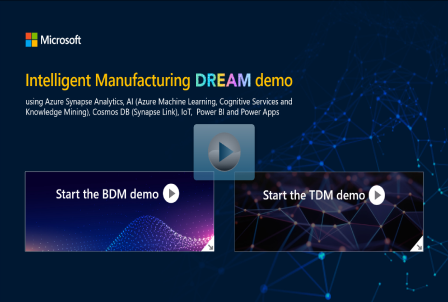 Microsoft
Intelligent Manufacturing DREAM demo
using Azure Synapse Analytics, AI (Azure Machine Learning, Cognitive Services and
Knowledge Mining), Cosmos DB (Synapse Link), IoT, Power BI and Power Apps
Start the BDM demo
Start the TDM demo